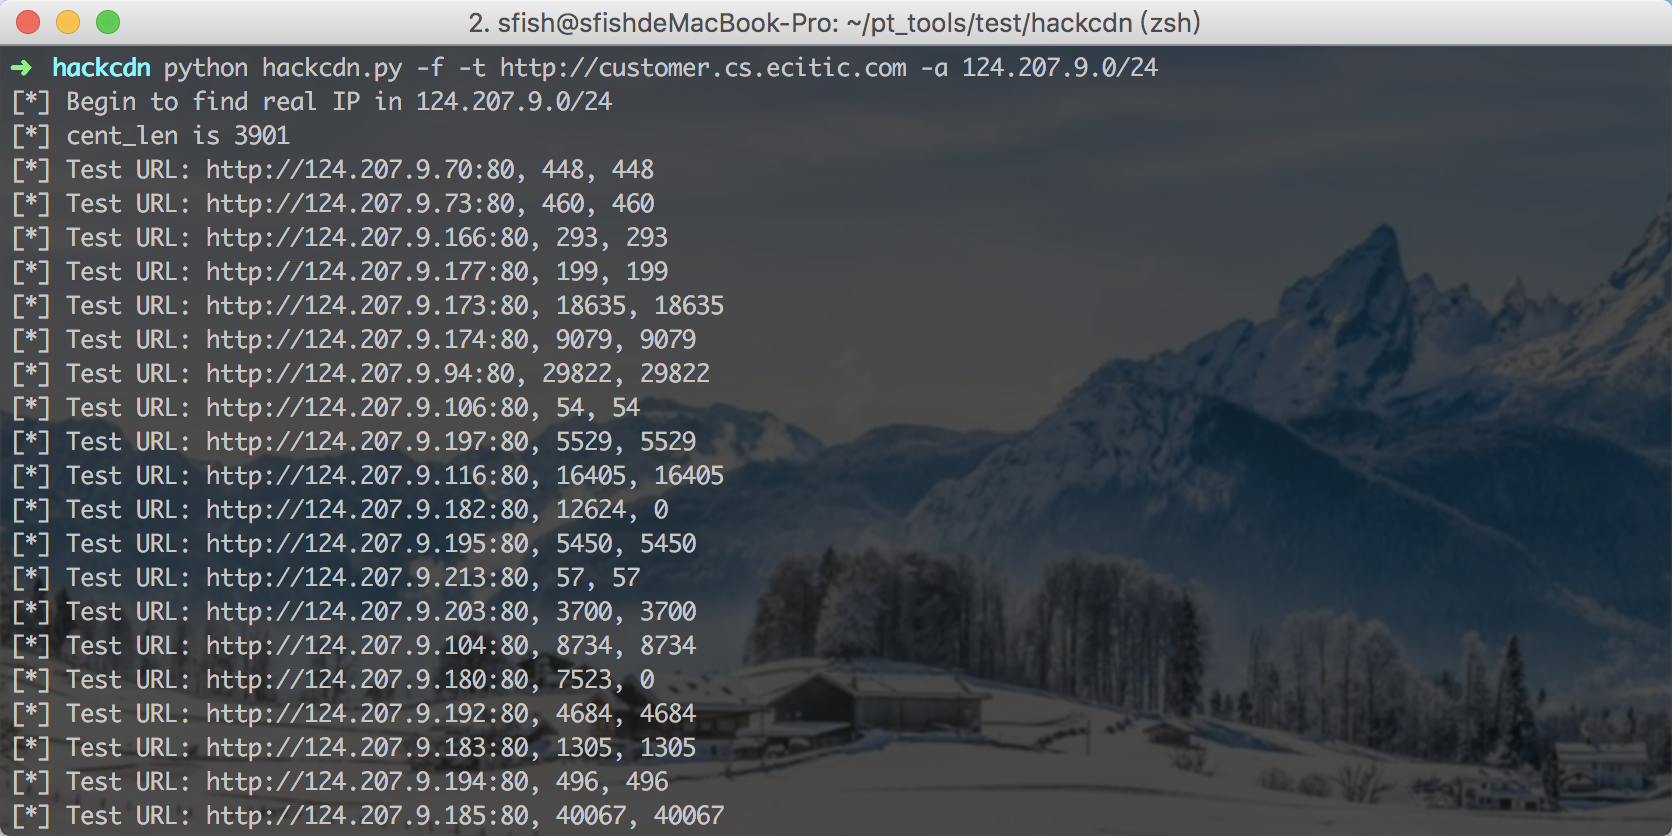 2. sfish@sfishdeMacBook-Pro: ~/pt_tools/test/hackcdn (zsh)
➜ hackcdn python hackcdn.py -f -t http://customer.cs.ecitic.com -a 124.207.9.0/24
[*] Begin to find real IP in 124.207.9.0/24
[*] cent_len is 3901
[*] Test URL: http://124.207.9.70:80, 448, 448
[*] Test URL: http://124.207.9.73:80, 460, 460
[*] Test URL: http://124.207.9.166:80, 293, 293
[*] Test URL: http://124.207.9.177:80, 199, 199
[*] Test URL: http://124.207.9.173:80, 18635, 18635
[*] Test URL: http://124.207.9.174:80, 9079, 9079
[*] Test URL: http://124.207.9.94:80, 29822, 29822
[*] Test URL: http://124.207.9.106:80, 54, 54
[*] Test URL: http://124.207.9.197:80, 5529, 5529
[*] Test URL: http://124.207.9.116:80, 16405, 16405
[*] Test URL: http://124.207.9.182:80, 12624, 0
[*] Test URL: http://124.207.9.195:80, 5450, 5450
[*] Test URL: http://124.207.9.213:80, 57, 57
[*] Test URL: http://124.207.9.203:80, 3700, 3700
[*] Test URL: http://124.207.9.104:80, 8734, 8734
[*] Test URL: http://124.207.9.180:80, 7523, 0
[*] Test URL: http://124.207.9.192:80, 4684, 4684
[*] Test URL: http://124.207.9.183:80, 1305, 1305
[*] Test URL: http://124.207.9.194:80, 496, 496
[*] Test URL: http://124.207.9.185:80, 40067, 40067